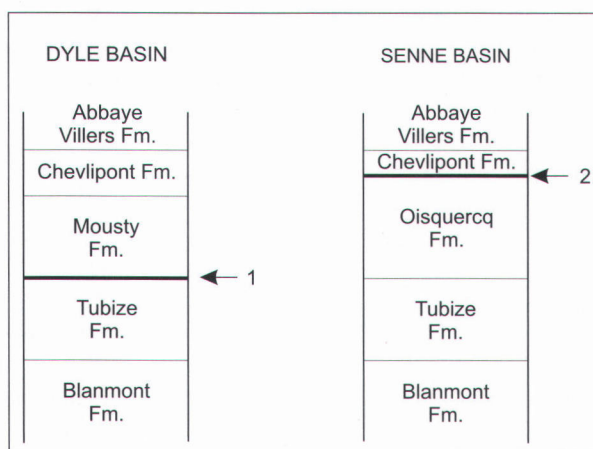 DYLE BASIN
Abbaye
Villers Fm.
Chevlipont Fm.
Mousty
Fm.
1
Tubize
Fm.
Blanmont
Fm.
SENNE BASIN
Abbaye
Villers Fm.
Chevlipont Fm.
2
Oisquercq
Fm.
Tubize
Fm.
Blanmont
Fm.